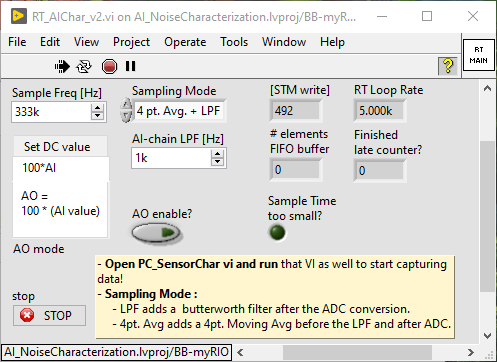 RT_AIChar_v2.vi on AI_NoiseCharacterization.lvproj/BB-myR...
File Edit View Project Operate Tools Window Help
RT
MAIN
Sample Freq [Hz]
333k
Sampling Mode
4 pt. Avg. + LPF
[STM write]
492
RT Loop Rate
5.000k
Set DC value
100*AI
AO =
100 * (AI value)
AO mode
AI-chain LPF [Hz]
1k
# elements
FIFO buffer
0
Finished
late counter?
0
AO enable?
Sample Time
too small?
stop
STOP
- Open PC_SensorChar vi and run that VI as well to start capturing
data!
- Sampling Mode :
- LPF adds a butterworth filter after the ADC conversion.
- 4pt. Avg adds a 4pt. Moving Avg before the LPF and after ADC.
AI_NoiseCharacterization.lvproj/BB-myRIO